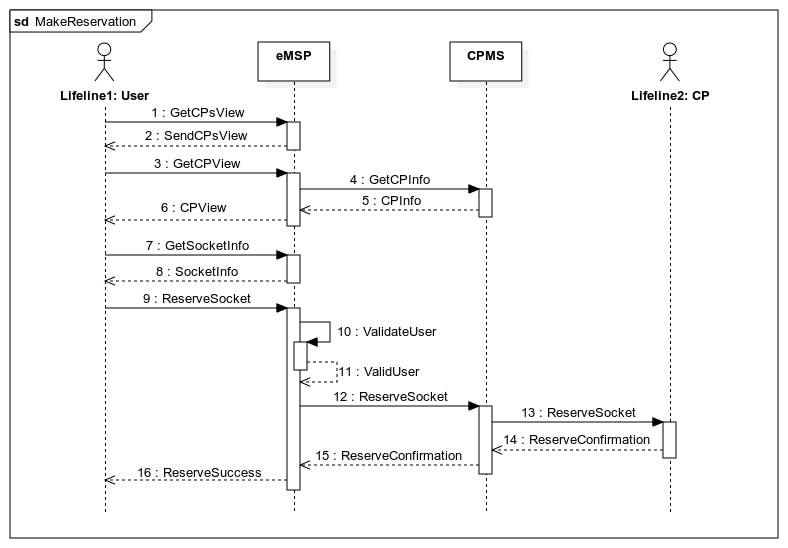 sd MakeReservation
eMSP
CPMS
Lifeline1: User
Lifeline2: CP
1 : GetCPsView
2 : SendCPsView
3 : GetCPView
4 : GetCPInfo
5 : CPInfo
6 : CPView
7 : GetSocketInfo
8 : SocketInfo
9 : ReserveSocket
10 : ValidateUser
11 : ValidUser
12 : ReserveSocket
13 : ReserveSocket
14 : ReserveConfirmation
15 : ReserveConfirmation
16 : ReserveSuccess